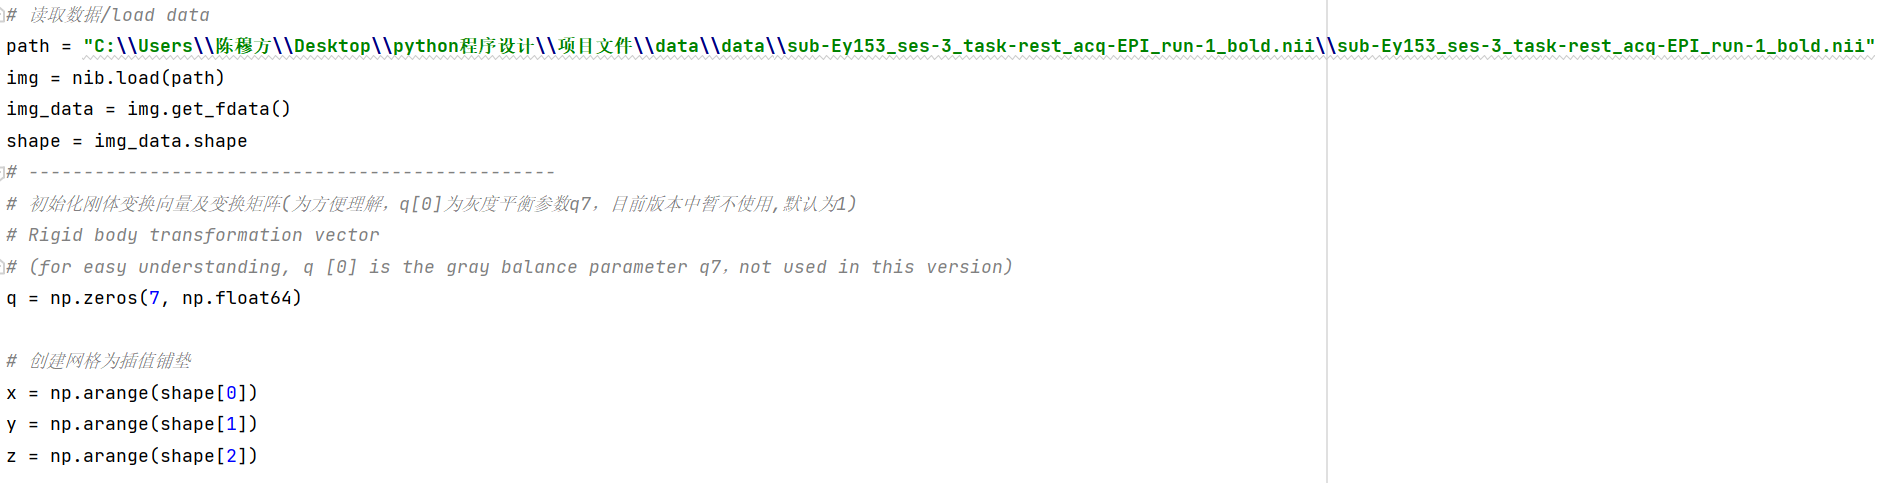 # 读取数据/load data
path = "C:\\Users\\陈穆方\\Desktop\\python程序设计\\项目文件\\data\\data\\sub-Ey153_ses-3_task-rest_acq-EPI_run-1_bold.nii\\sub-Ey153_ses-3_task-rest_acq-EPI_run-1_bold.nii"
img = nib.load(path)
img_data = img.get_fdata()
shape = img_data.shape
# ------------------------------------------------
# 初始化刚体变换向量及变换矩阵(为方便理解，q[0]为灰度平衡参数q7，目前版本中暂不使用,默认为1)
# Rigid body transformation vector
# (for easy understanding, q [0] is the gray balance parameter q7，not used in this version)
q = np.zeros(7, np.float64)
# 创建网格为插值铺垫
x = np.arange(shape[0])
y = np.arange(shape[1])
z = np.arange(shape[2])